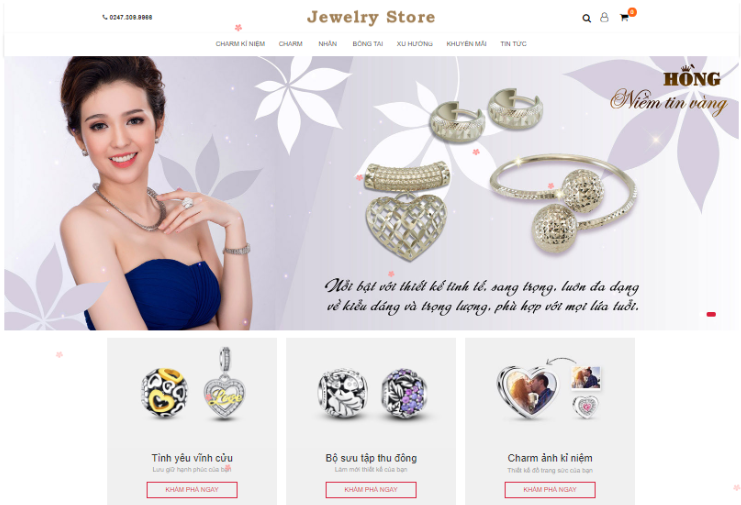 0247.309.9988
Jewelry Store
0
CHARM KỈ NIỆM CHARM NHẪN BÔNG TAI XU HƯỚNG KHUYẾN MÃI TIN TỨC
HỒNG
Niềm tin vàng
Nổi bật với thiết kế tinh tế, sang trọng, luôn đa dạng
về kiểu dáng và trọng lượng, phù hợp với mọi lứa tuổi.
Love
Tình yêu vĩnh cửu
Lưu giữ hạnh phúc của bạn
KHÁM PHÁ NGAY
Bộ sưu tập thu đông
Làm mới thiết kế của bạn
KHÁM PHÁ NGAY
Charm ảnh kỉ niệm
Thiết kế đồ trang sức của bạn
KHÁM PHÁ NGAY